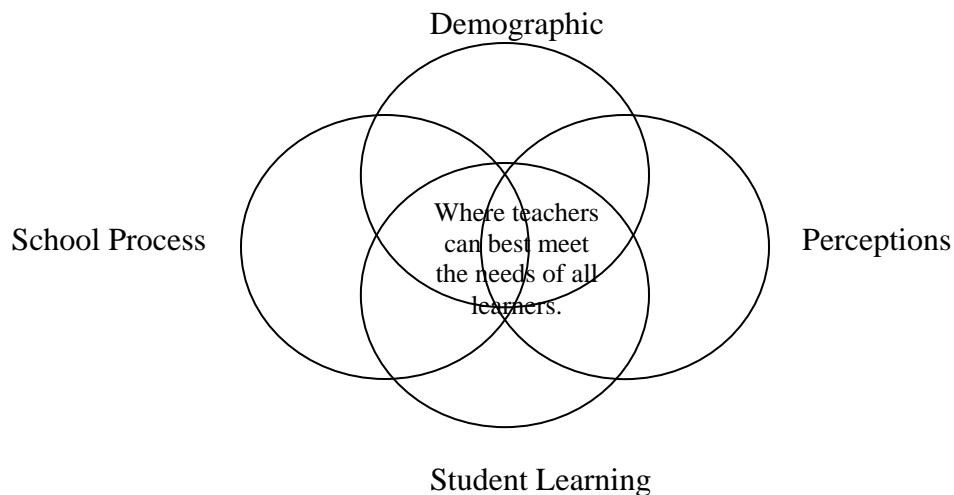 Demographic
School Process
Where teachers
can best meet
the needs of all
learners.
Perceptions
Student Learning